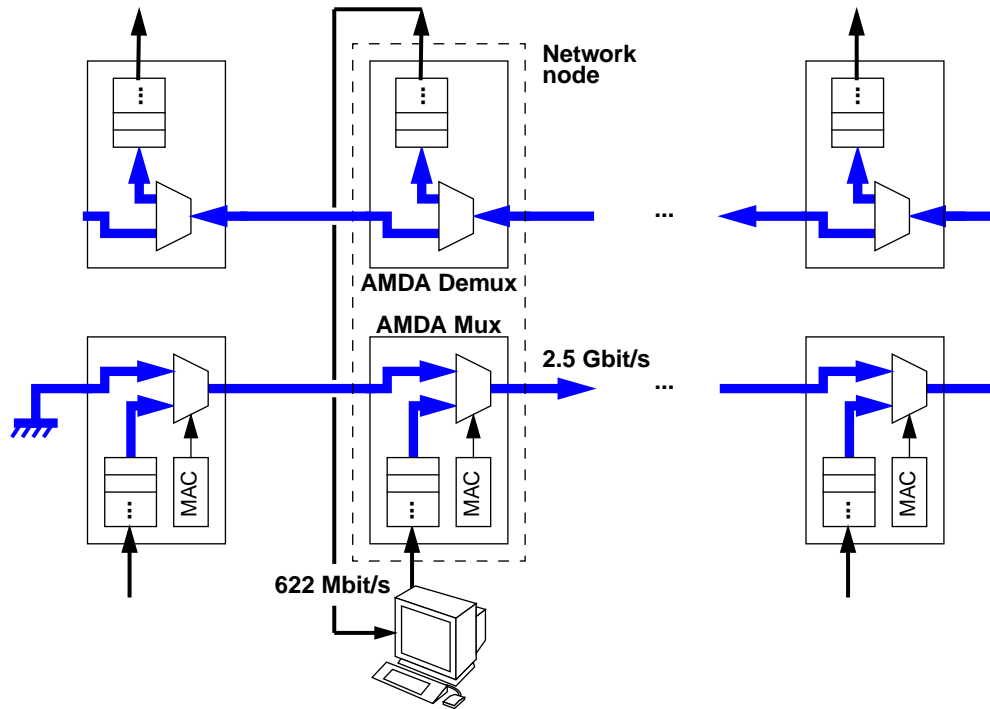 Network
node
...
...
...
...
AMDA Demux
AMDA Mux
2.5 Gbit/s
...
MAC
MAC
MAC
...
...
...
622 Mbit/s